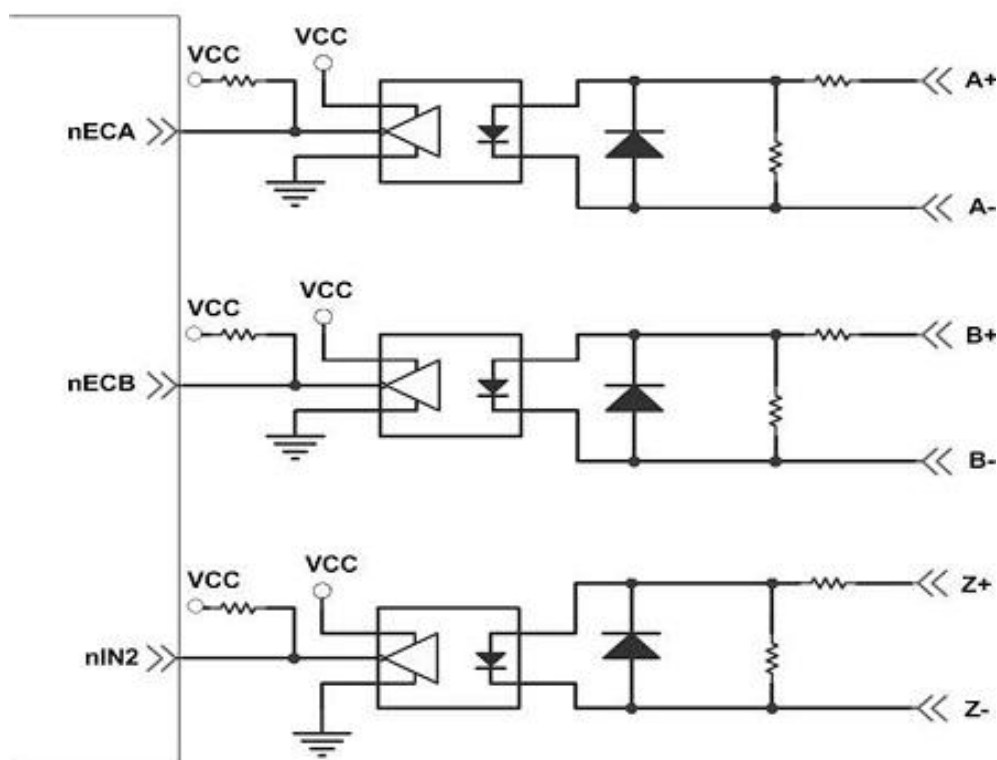 VCC
VCC
nECA
A+
A-
VCC
VCC
nECB
B+
B-
VCC
VCC
nIN2
Z+
Z-